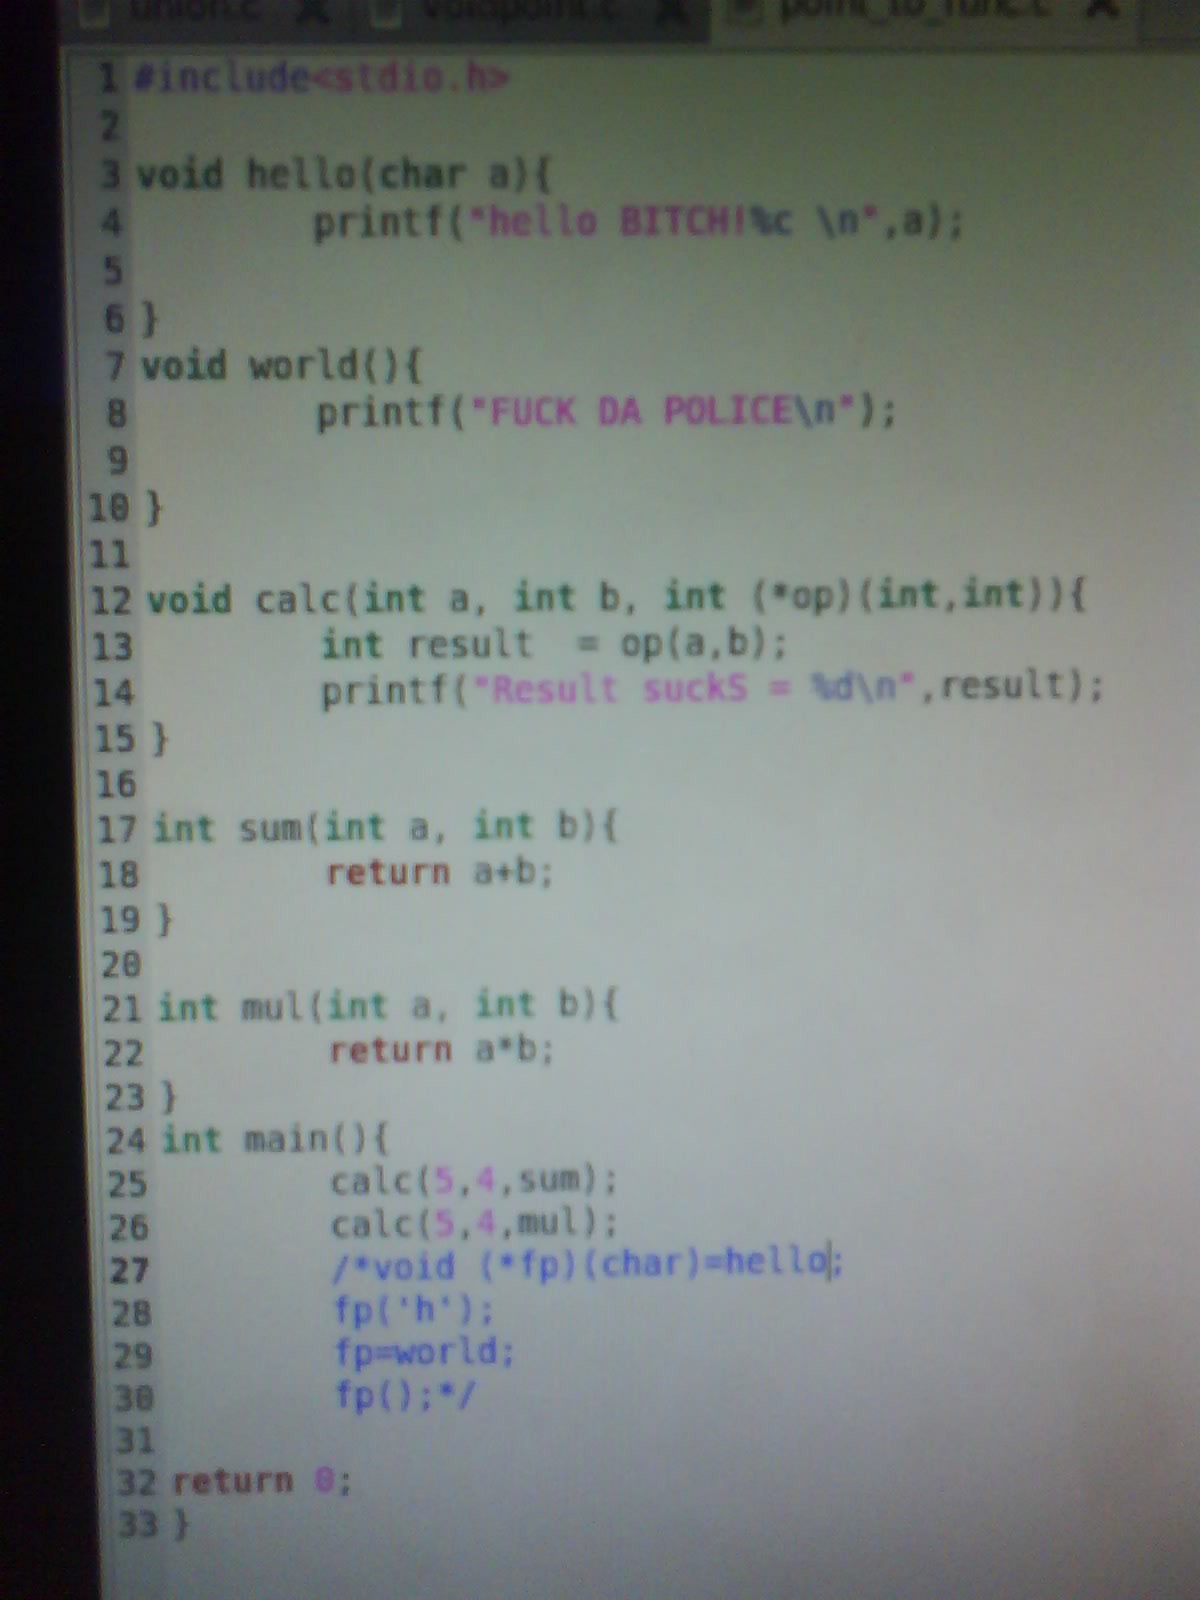 union.c X voidpoint.c X point_to_func.c X
1 #include<stdio.h>
2
3 void hello(char a){
4 printf("hello BITCH!%c \n",a);
5
6 }
7 void world(){
8 printf("FUCK DA POLICE\n");
9
10 }
11
12 void calc(int a, int b, int (*op)(int,int)){
13 int result  = op(a,b);
14 printf("Result suckS = %d\n",result);
15 }
16
17 int sum(int a, int b){
18 return a+b;
19 }
20
21 int mul(int a, int b){
22 return a*b;
23 }
24 int main(){
25 calc(5,4,sum);
26 calc(5,4,mul);
27 /*void (*fp)(char)=hello;
28 fp('h');
29 fp=world;
30 fp();*/
31
32 return 0;
33 }